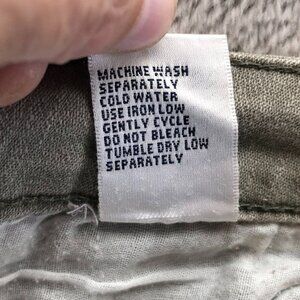 MACHINE WASH
SEPARATELY
COLD WATER
USE IRON LOW
GENTLY CYCLE
DO NOT BLEACH
TUMBLE DRY LOW
SEPARATELY